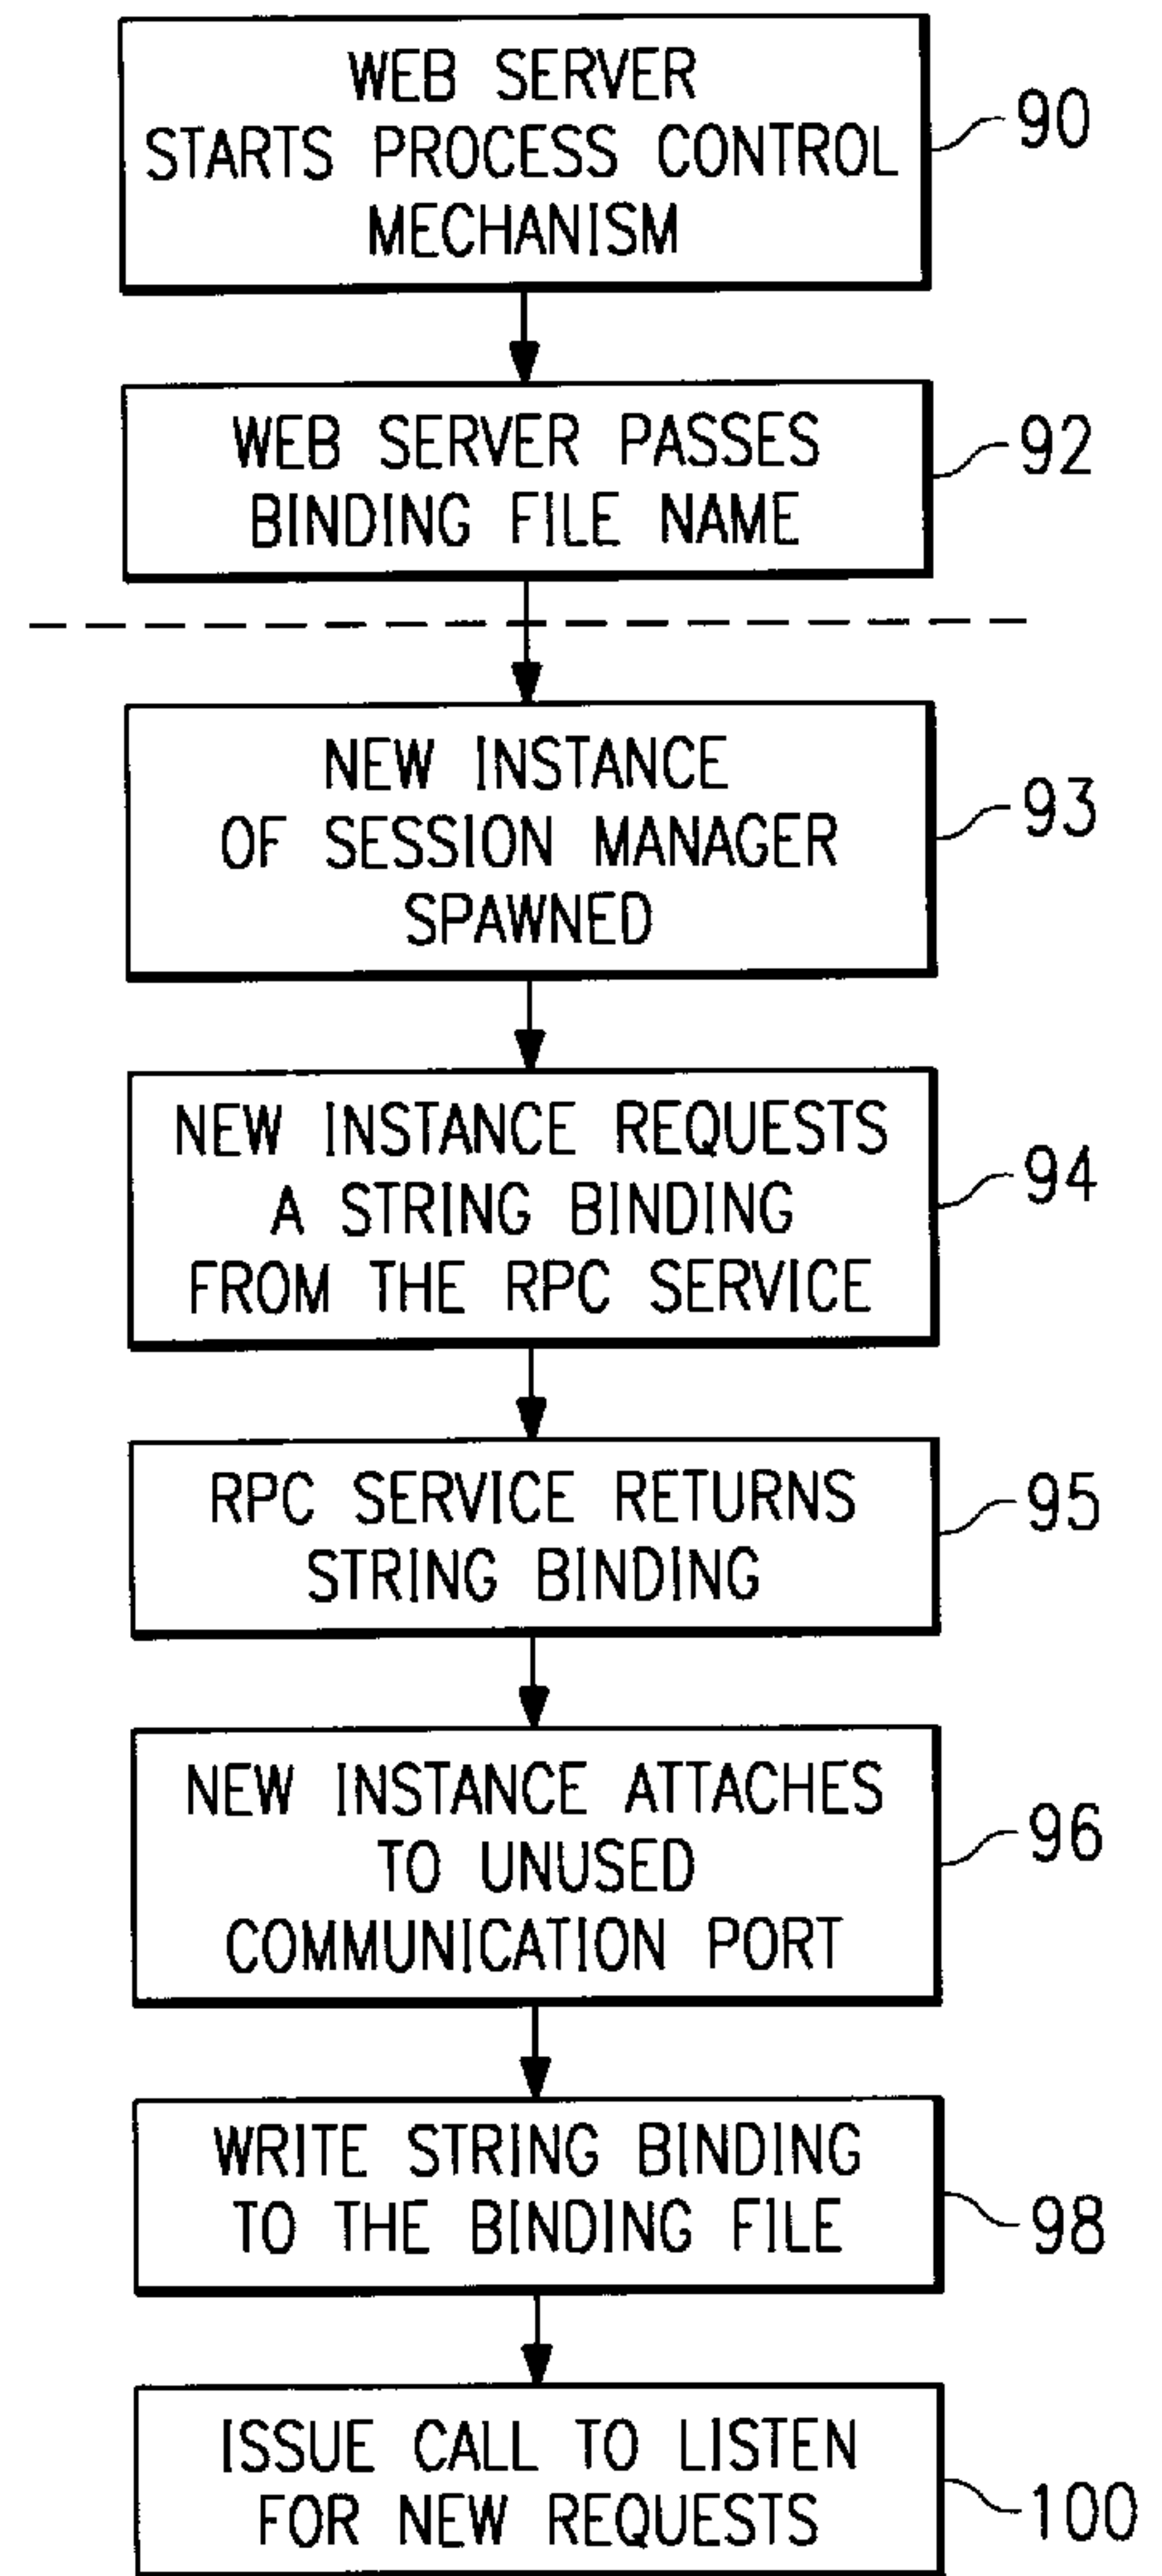 WEB SERVER
STARTS PROCESS CONTROL
MECHANISM
90
WEB SERVER PASSES
BINDING FILE NAME
92
NEW INSTANCE
OF SESSION MANAGER
SPAWNED
93
NEW INSTANCE REQUESTS
A STRING BINDING
FROM THE RPC SERVICE
94
RPC SERVICE RETURNS
STRING BINDING
95
NEW INSTANCE ATTACHES
TO UNUSED
COMMUNICATION PORT
96
WRITE STRING BINDING
TO THE BINDING FILE
98
ISSUE CALL TO LISTEN
FOR NEW REQUESTS
100